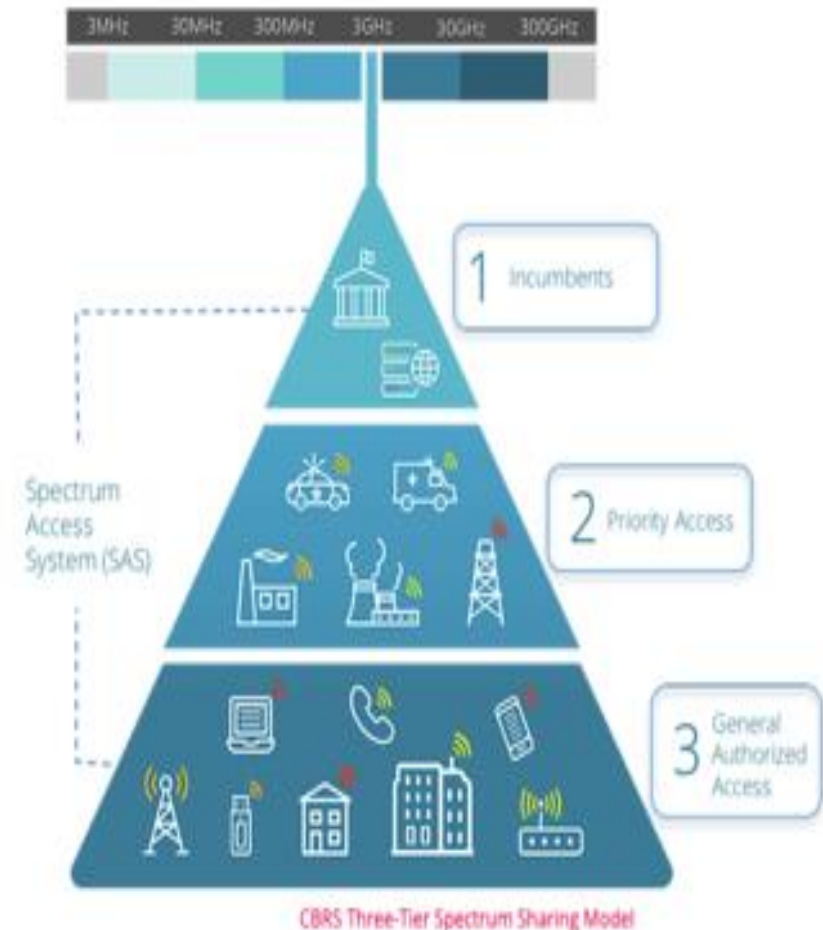 3MHz 30MHz 300MHz 3GHz 30GHz 300GHz
1 Incumbents
Spectrum
Access
System (SAS)
2 Priority Access
3 General
Authorized
Access
CBRS Three-Tier Spectrum Sharing Model